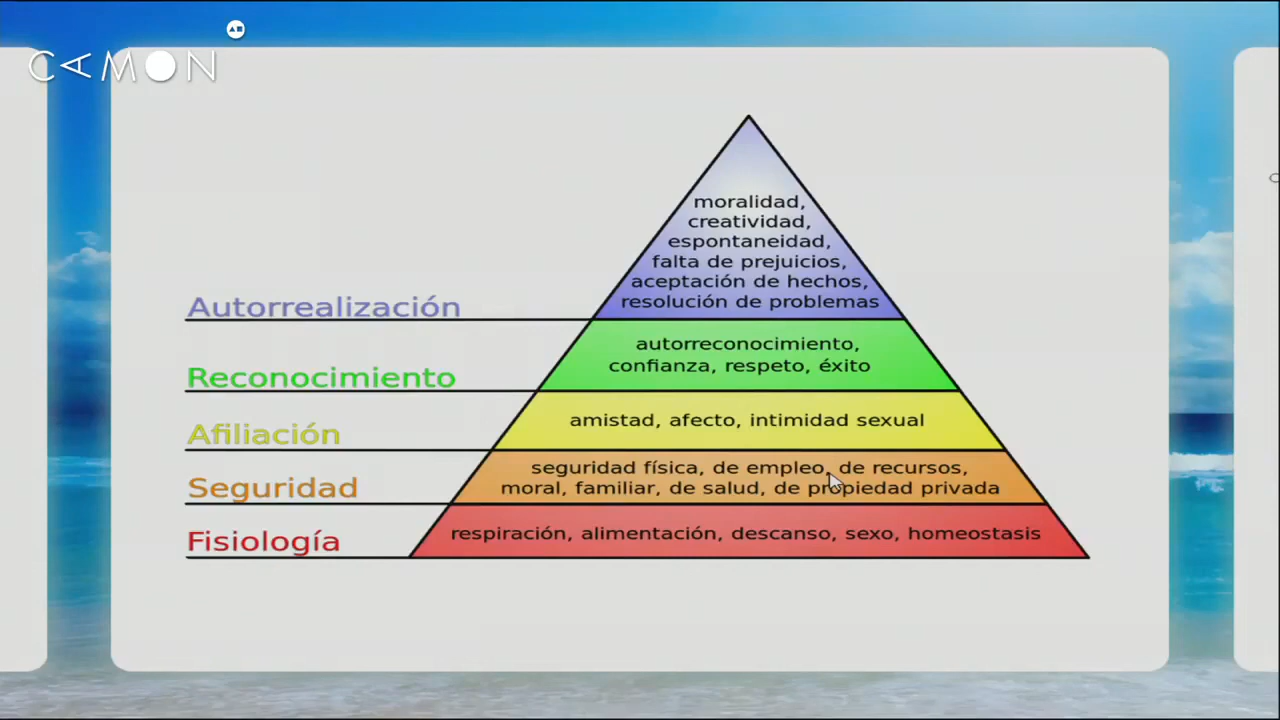 CAMON
moralidad,
creatividad,
espontaneidad,
falta de prejuicios,
aceptación de hechos,
resolución de problemas
Autorrealización
autorreconocimiento,
confianza, respeto, éxito
Reconocimiento
amistad, afecto, intimidad sexual
Afiliación
seguridad física, de empleo, de recursos,
moral, familiar, de salud, de propiedad privada
Seguridad
respiración, alimentación, descanso, sexo, homeostasis
Fisiología